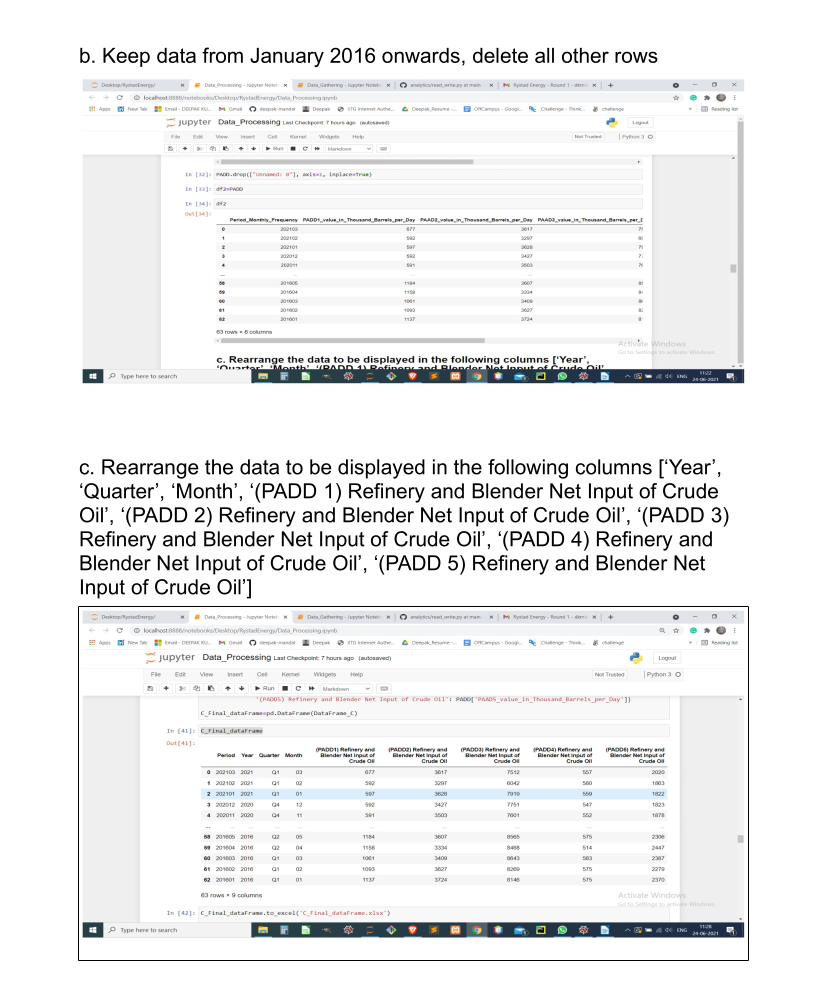 b. Keep data from January 2016 onwards, delete all other rows
Desktop/RystadEnergy/ Data_Processing - Jupyter Noteb Data_Gathering - Jupyter Notebo analytics/read_write.py at main Rystad Energy - Round 1 - +
localhost:8888/notebooks/Desktop/RystadEnergy/Data_Processing.ipynb
Apps New Tab Email - DEEPAK KU... Gmail deepak-mandal Deepak IITG Internet Authe... Deepak_Resume -... OffCampus - Googl... Challenge - Think... challenge Reading list
jupyter Data_Processing Last Checkpoint: 7 hours ago (autosaved) Logout
File Edit View Insert Cell Kernel Widgets Help Not Trusted Python 3
Run Markdown
In [32]: PADD.drop(["Unnamed: 0"], axis=1, inplace=True)
In [33]: df2=PADD
In [34]: df2
Out[34]:
Period_Monthly_Frequency PADD1_value_in_Thousand_Barrels_per_Day PAAD2_value_in_Thousand_Barrels_per_Day PAAD3_value_in_Thousand_Barrels_per_
0 202103 677 3617
1 202102 592 3297
2 202101 597 3628
3 202012 592 3427
4 202011 591 3503
... ... ... ...
58 201605 1184 3607
59 201604 1158 3334
60 201603 1061 3409
61 201602 1093 3627
62 201601 1137 3724
63 rows × 6 columns
Activate Windows
Go to Settings to activate Windows.
c. Rearrange the data to be displayed in the following columns ['Year',
'Quarter', 'Month', '(PADD 1) Refinery and Blender Net Input of Crude Oil',
Type here to search ENG 11:22
24-06-2021
c. Rearrange the data to be displayed in the following columns [‘Year’,
‘Quarter’, ‘Month’, ‘(PADD 1) Refinery and Blender Net Input of Crude
Oil’, ‘(PADD 2) Refinery and Blender Net Input of Crude Oil’, ‘(PADD 3)
Refinery and Blender Net Input of Crude Oil’, ‘(PADD 4) Refinery and
Blender Net Input of Crude Oil’, ‘(PADD 5) Refinery and Blender Net
Input of Crude Oil’]
Desktop/RystadEnergy/ Data_Processing - Jupyter Noteb Data_Gathering - Jupyter Notebo analytics/read_write.py at main Rystad Energy - Round 1 - +
localhost:8888/notebooks/Desktop/RystadEnergy/Data_Processing.ipynb
Apps New Tab Email - DEEPAK KU... Gmail deepak-mandal Deepak IITG Internet Authe... Deepak_Resume -... OffCampus - Googl... Challenge - Think... challenge Reading list
jupyter Data_Processing Last Checkpoint: 7 hours ago (autosaved) Logout
File Edit View Insert Cell Kernel Widgets Help Not Trusted Python 3
Run Markdown
'(PADD5) Refinery and Blender Net Input of Crude Oil': PADD['PAAD5_value_in_Thousand_Barrels_per_Day']})
C_Final_dataFrame=pd.DataFrame(DataFrame_C)
In [41]: C_Final_dataFrame
Out[41]:
Period Year Quarter Month (PADD1) Refinery and Blender Net Input of Crude Oil (PADD2) Refinery and Blender Net Input of Crude Oil (PADD3) Refinery and Blender Net Input of Crude Oil (PADD4) Refinery and Blender Net Input of Crude Oil (PADD5) Refinery and Blender Net Input of Crude Oil
0 202103 2021 Q1 03 677 3617 7512 557 2020
1 202102 2021 Q1 02 592 3297 6042 560 1863
2 202101 2021 Q1 01 597 3628 7919 559 1822
3 202012 2020 Q4 12 592 3427 7751 547 1823
4 202011 2020 Q4 11 591 3503 7601 552 1878
... ... ... ... ... ... ... ... ... ...
58 201605 2016 Q2 05 1184 3607 8565 575 2306
59 201604 2016 Q2 04 1158 3334 8468 514 2447
60 201603 2016 Q1 03 1061 3409 8643 583 2387
61 201602 2016 Q1 02 1093 3627 8269 575 2279
62 201601 2016 Q1 01 1137 3724 8146 575 2370
63 rows × 9 columns
Activate Windows
Go to Settings to activate Windows.
In [42]: C_Final_dataFrame.to_excel('C_Final_dataFrame.xlsx')
Type here to search ENG 11:28
24-06-2021